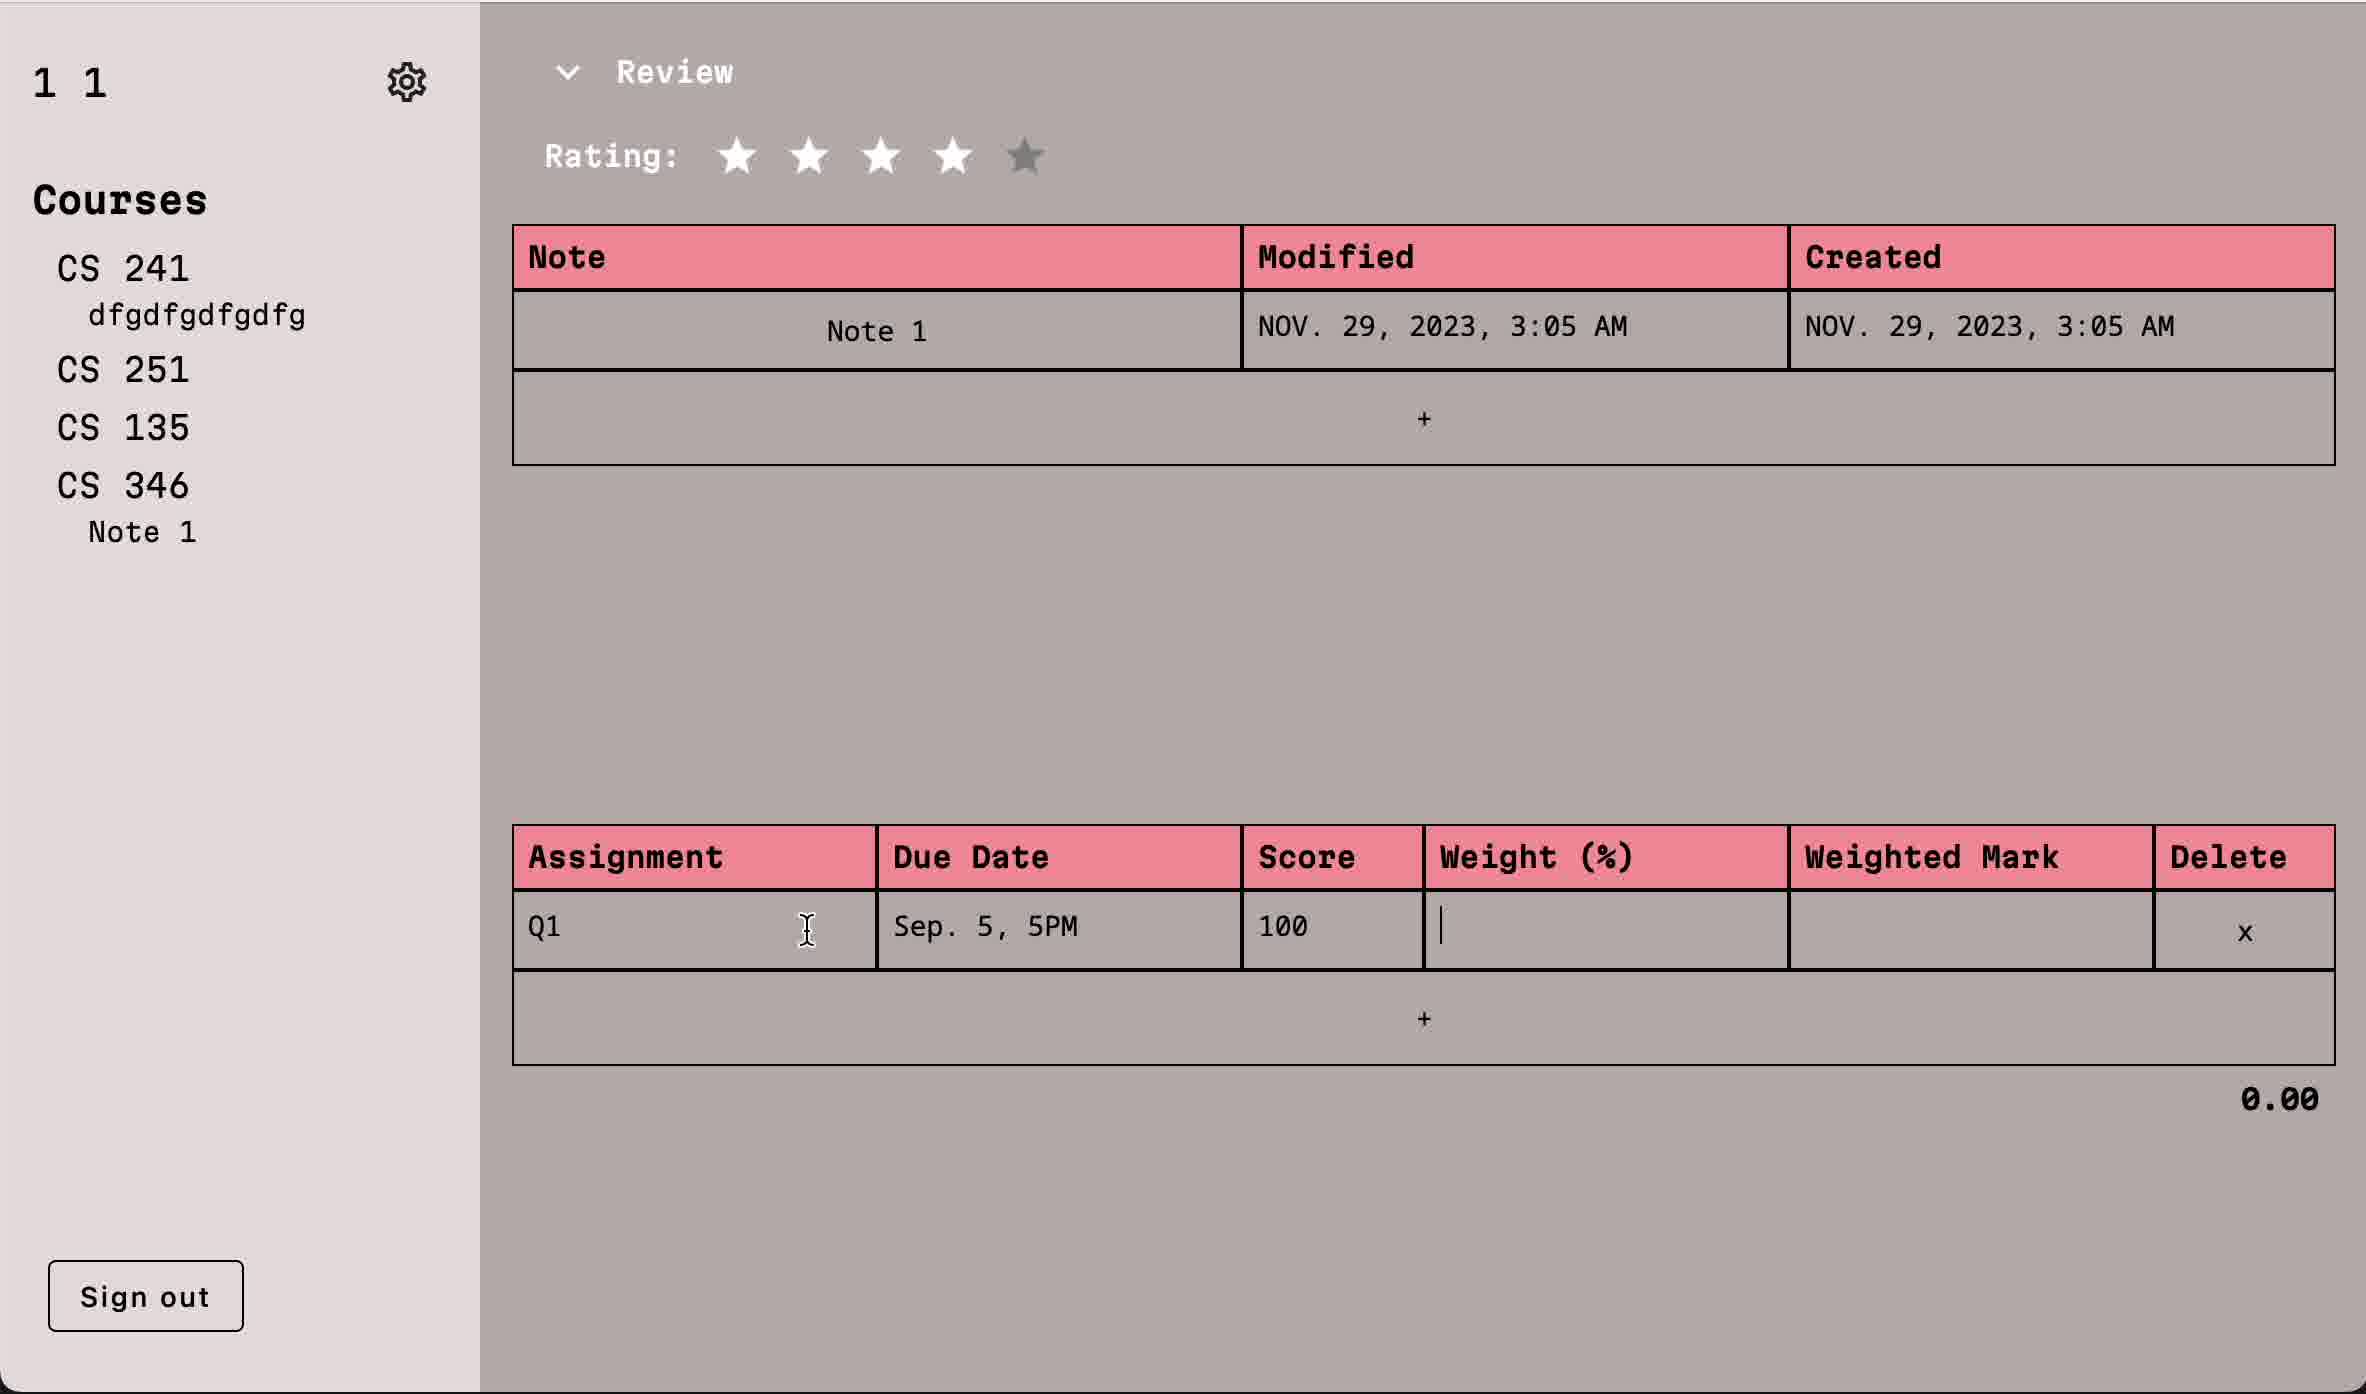 1 1
Courses
CS 241
dfgdfgdfgdfg
CS 251
CS 135
CS 346
Note 1
Sign out
Review
Rating:
Note Modified Created
Note 1 NOV. 29, 2023, 3:05 AM NOV. 29, 2023, 3:05 AM
+
Assignment Due Date Score Weight (%) Weighted Mark Delete
Q1 Sep. 5, 5PM 100 x
+
0.00